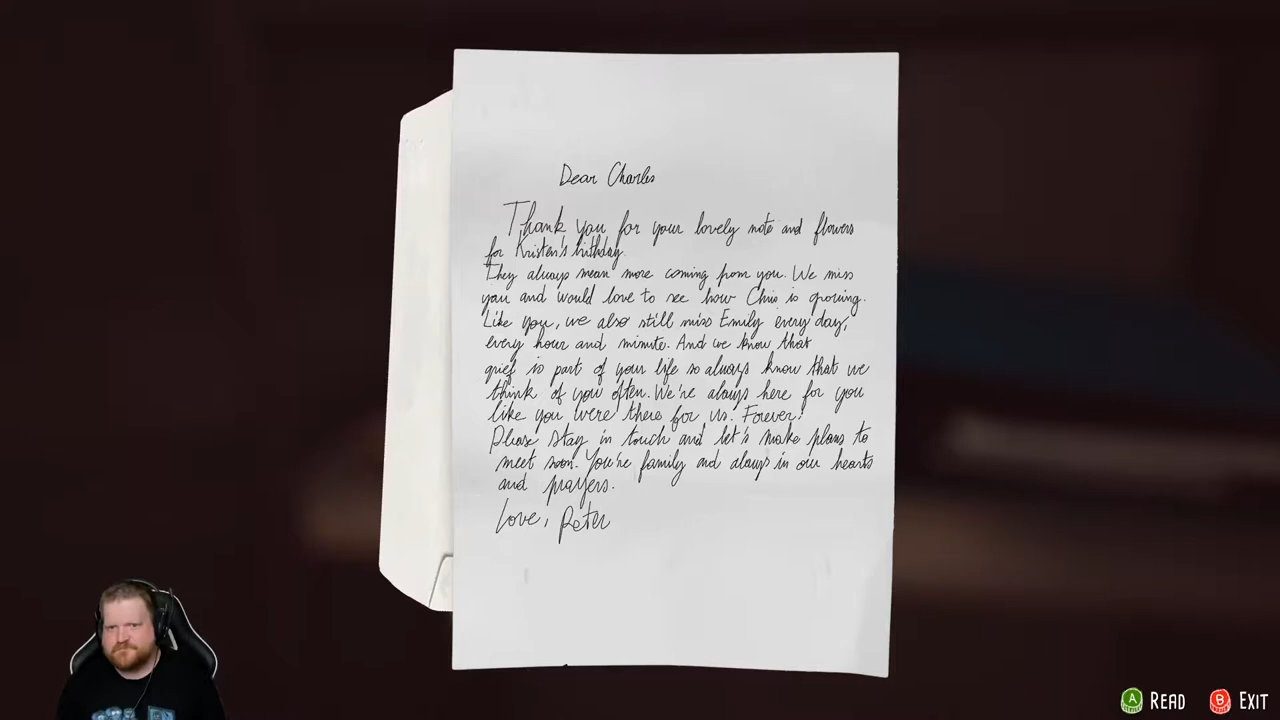 Dear Charles
Thank you for your lovely note and flowers
for Kristen's birthday.
They always mean more coming from you. We miss
you and would love to see how Chris is growing.
Like you, we also still miss Emily every day,
every hour and minute. And we know that
grief is part of your life so always know that we
think of you often. We're always here for you
like you were there for us. Forever!
Please stay in touch and let's make plans to
meet soon. You're family and always in our hearts
and prayers.
Love, Peter
READ
EXIT